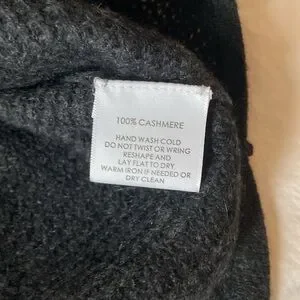 100% CASHMERE
HAND WASH COLD
DO NOT TWIST OR WRING
RESHAPE AND
LAY FLAT TO DRY
WARM IRON IF NEEDED OR
DRY CLEAN